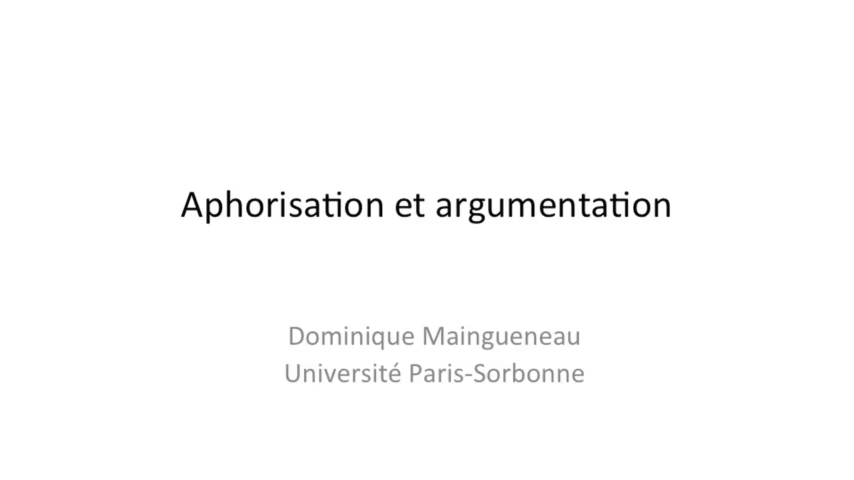 Aphorisation et argumentation
Dominique Maingueneau
Université Paris-Sorbonne